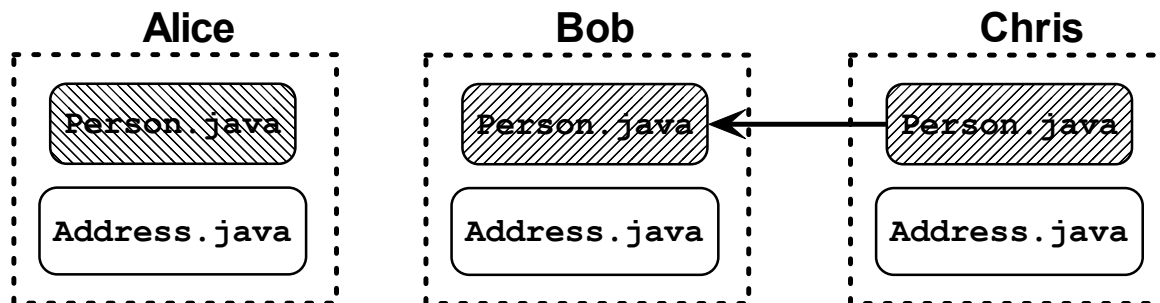 Alice Bob Chris
Person.java Person.java Person.java
Address.java Address.java Address.java